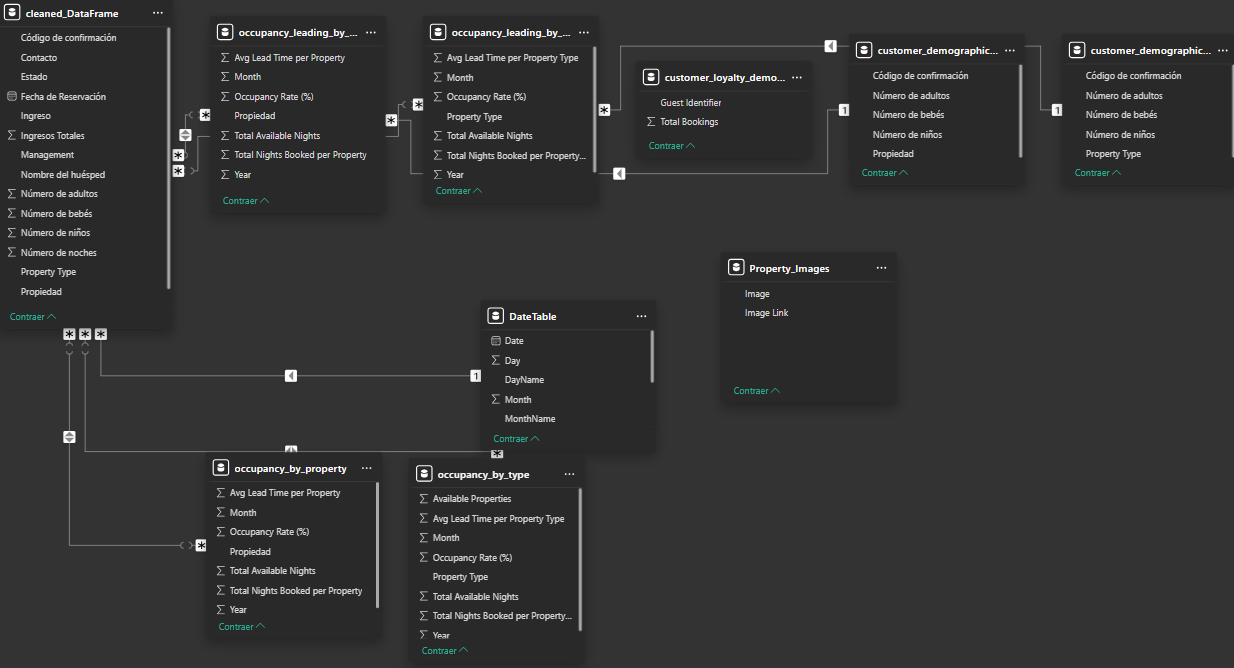 cleaned_DataFrame
Código de confirmación
Contacto
Estado
Fecha de Reservación
Ingreso
Ingresos Totales
Management
Nombre del huésped
Número de adultos
Número de bebés
Número de niños
Número de noches
Property Type
Propiedad
Contraer
occupancy_leading_by_...
Avg Lead Time per Property
Month
Occupancy Rate (%)
Propiedad
Total Available Nights
Total Nights Booked per Property
Year
Contraer
occupancy_leading_by_...
Avg Lead Time per Property Type
Month
Occupancy Rate (%)
Property Type
Total Available Nights
Total Nights Booked per Property...
Year
Contraer
customer_loyalty_demo...
Guest Identifier
Total Bookings
Contraer
customer_demographic...
Código de confirmación
Número de adultos
Número de bebés
Número de niños
Propiedad
Contraer
customer_demographic...
Código de confirmación
Número de adultos
Número de bebés
Número de niños
Property Type
Contraer
Property_Images
Image
Image Link
Contraer
DateTable
Date
Day
DayName
Month
MonthName
Contraer
occupancy_by_property
Avg Lead Time per Property
Month
Occupancy Rate (%)
Propiedad
Total Available Nights
Total Nights Booked per Property
Year
Contraer
occupancy_by_type
Available Properties
Avg Lead Time per Property Type
Month
Occupancy Rate (%)
Property Type
Total Available Nights
Total Nights Booked per Property...
Year
Contraer
1
1
1